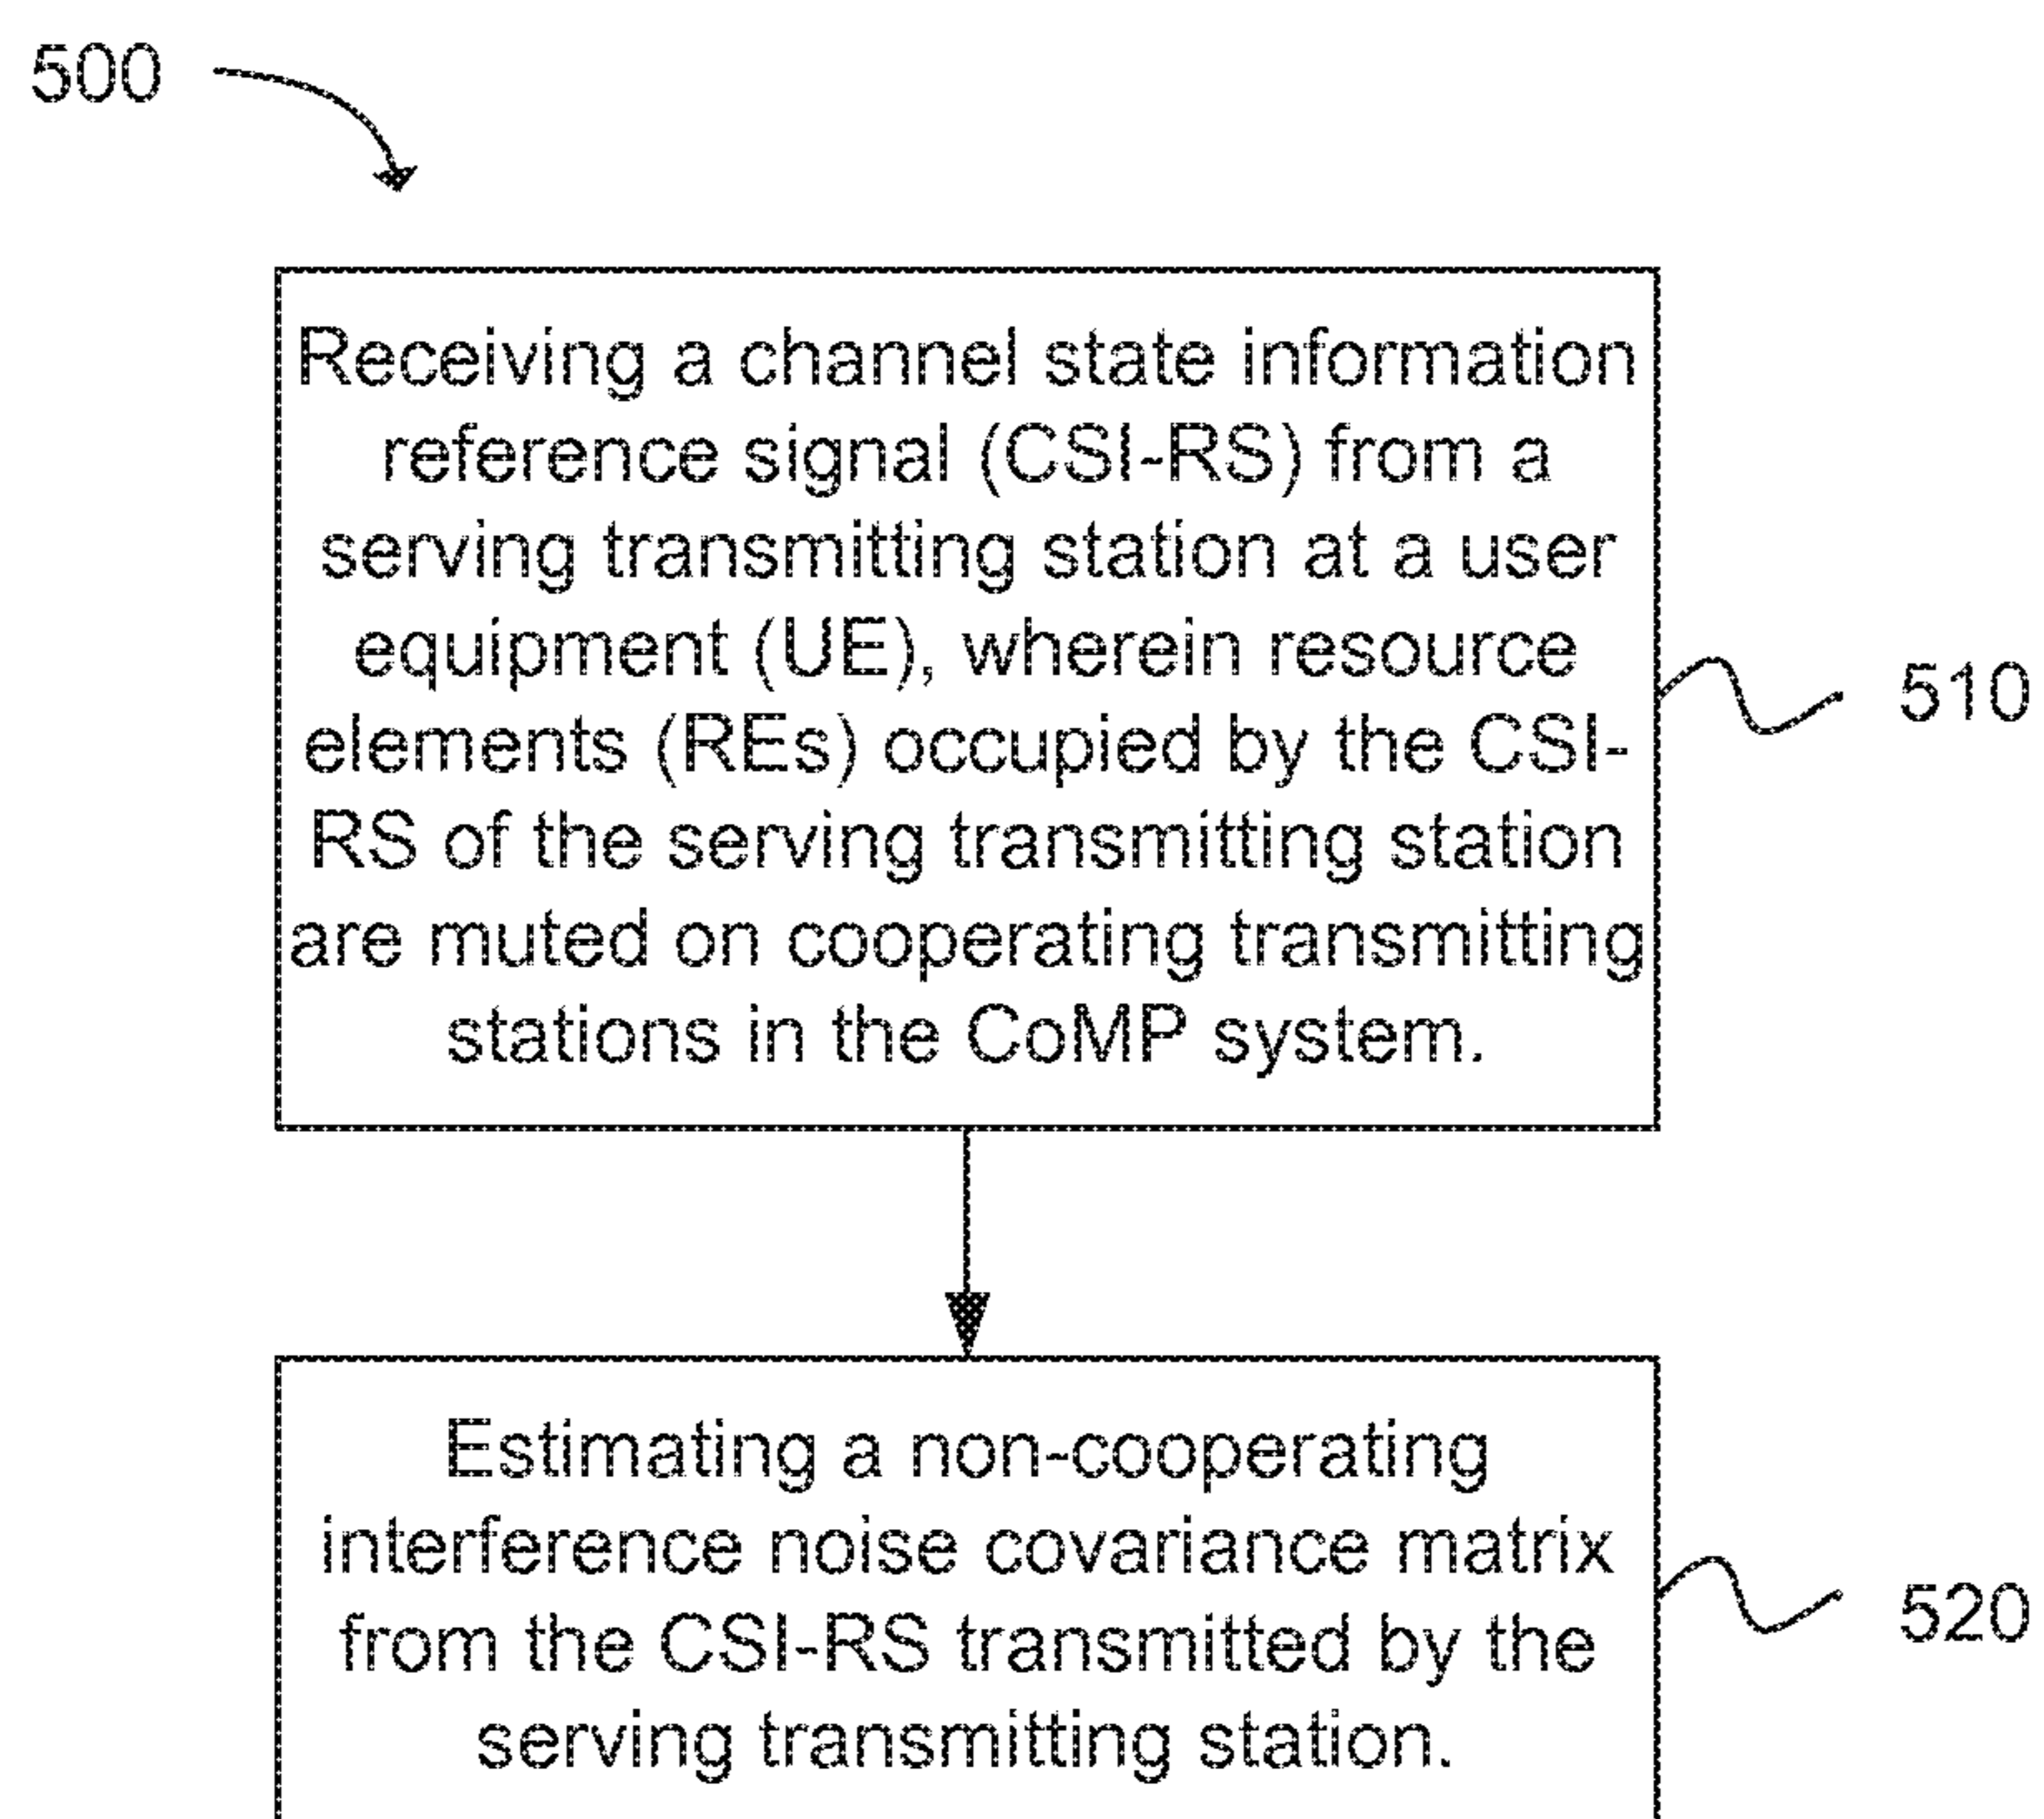 500
Receiving a channel state information
reference signal (CSI-RS) from a
serving transmitting station at a user
equipment (UE), wherein resource
elements (REs) occupied by the CSI-
RS of the serving transmitting station
are muted on cooperating transmitting
stations in the CoMP system.
510
Estimating a non-cooperating
interference noise covariance matrix
from the CSI-RS transmitted by the
serving transmitting station.
520